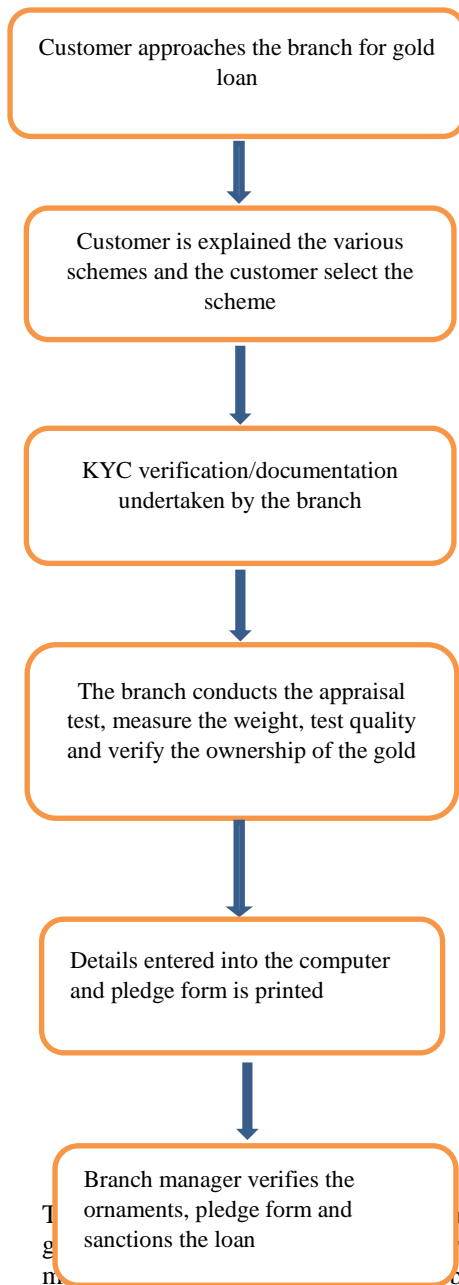 Customer approaches the branch for gold
loan
Customer is explained the various
schemes and the customer select the
scheme
KYC verification/documentation
undertaken by the branch
The branch conducts the appraisal
test, measure the weight, test quality
and verify the ownership of the gold
Details entered into the computer
and pledge form is printed
Branch manager verifies the
ornaments, pledge form and
sanctions the loan